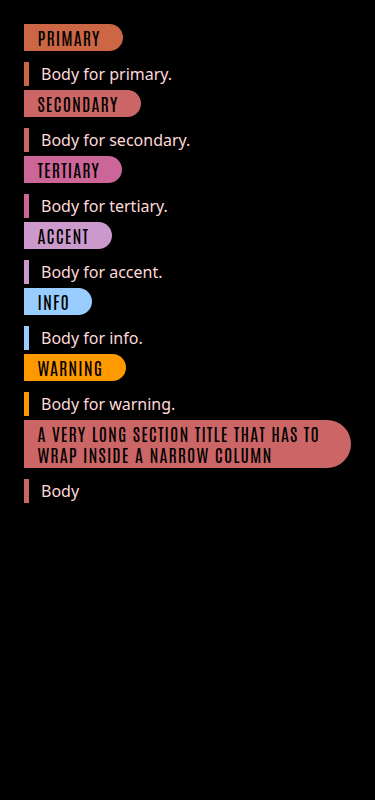 PRIMARY
Body for primary.
SECONDARY
Body for secondary.
TERTIARY
Body for tertiary.
ACCENT
Body for accent.
INFO
Body for info.
WARNING
Body for warning.
A VERY LONG SECTION TITLE THAT HAS TO
WRAP INSIDE A NARROW COLUMN
Body